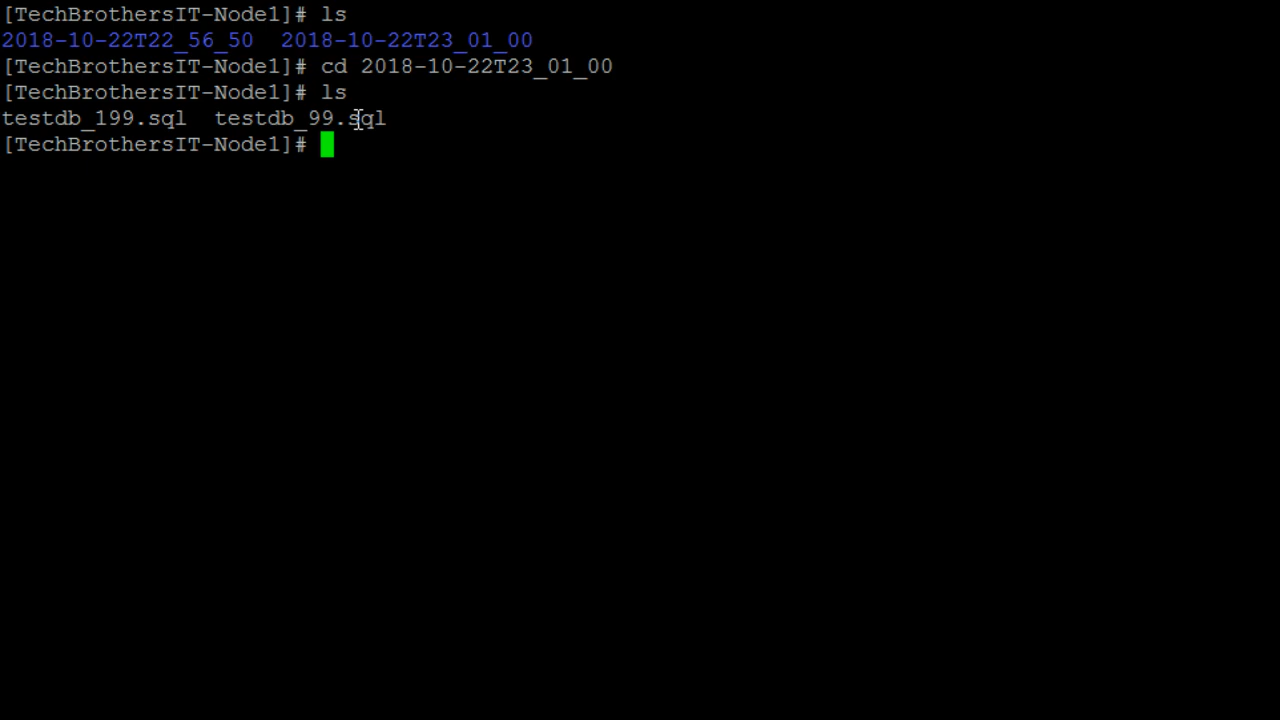 [TechBrothersIT-Node1]# ls
2018-10-22T22_56_50  2018-10-22T23_01_00
[TechBrothersIT-Node1]# cd 2018-10-22T23_01_00
[TechBrothersIT-Node1]# ls
testdb_199.sql  testdb_99.sql
[TechBrothersIT-Node1]#